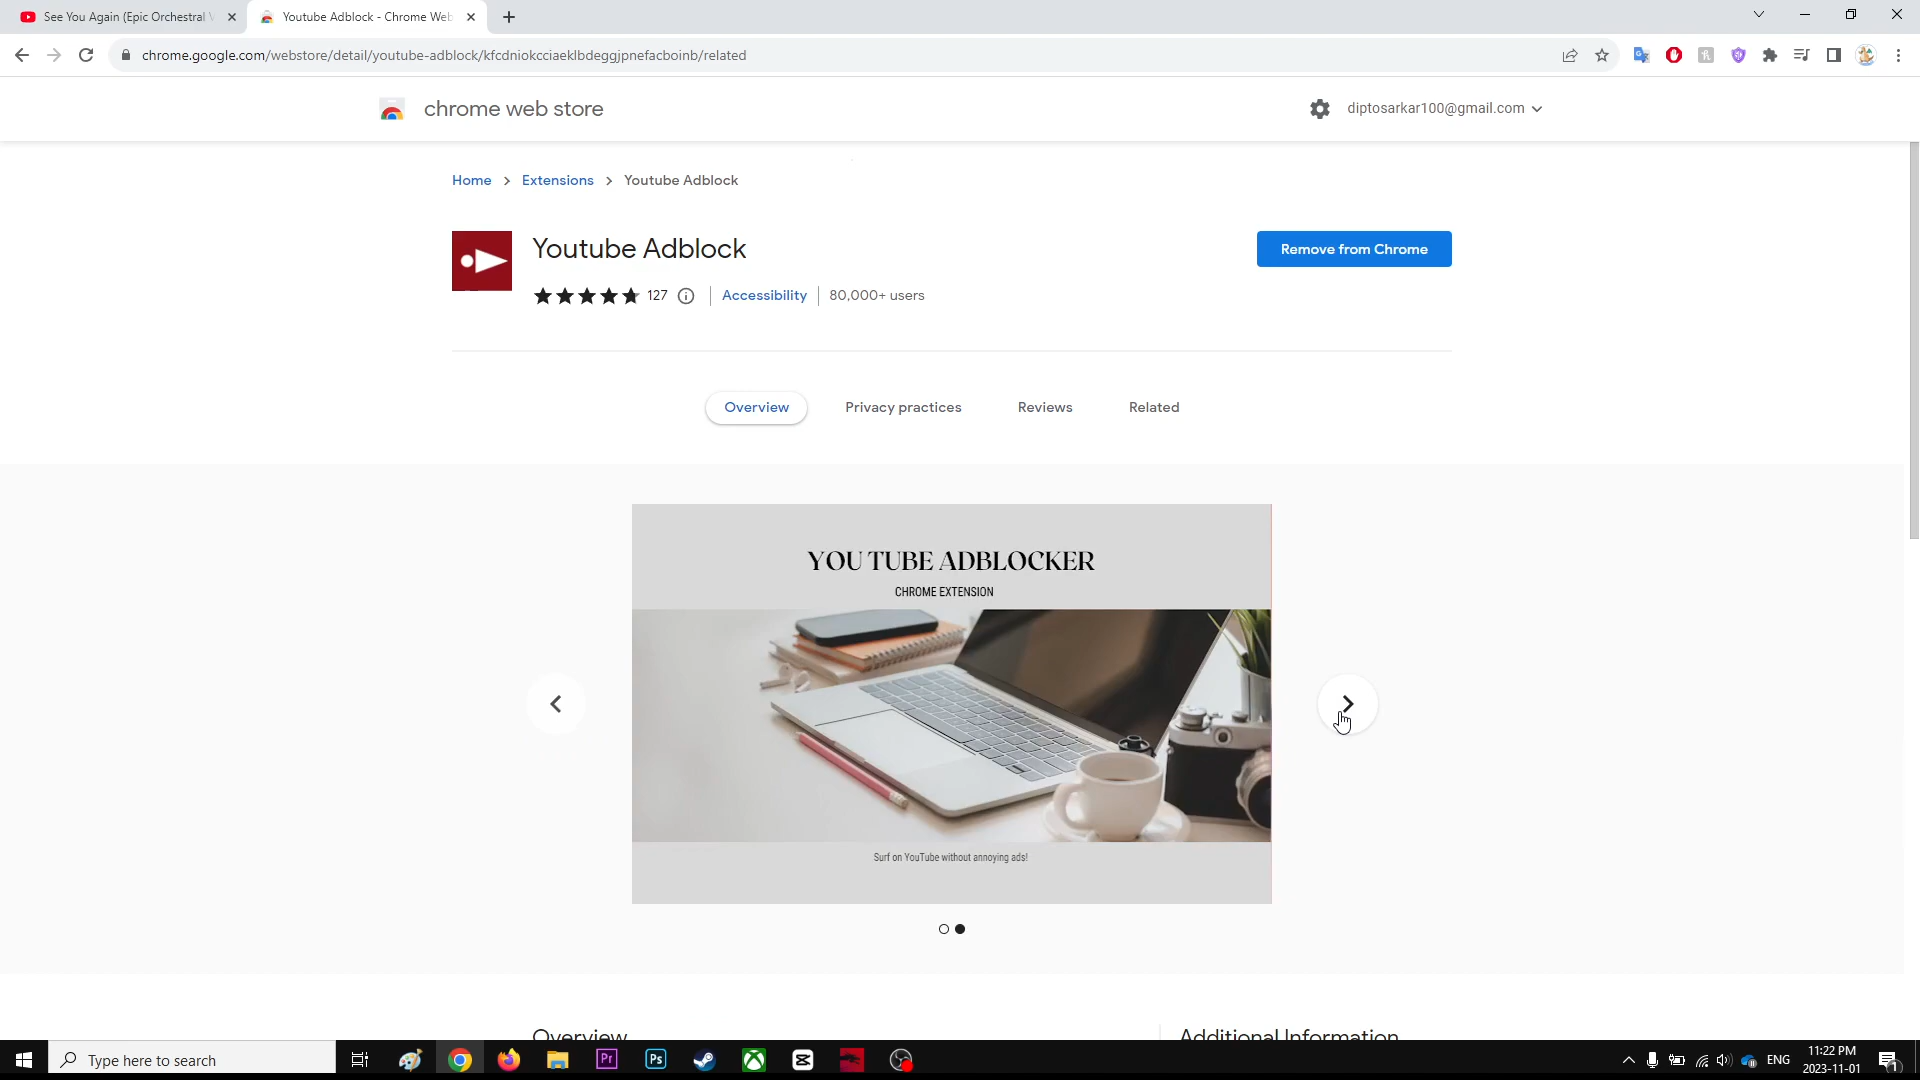 See You Again (Epic Orchestral
Youtube Adblock - Chrome Web
chrome.google.com/webstore/detail/youtube-adblock/kfcdniokcciaeklbdeggjpnefacboinb/related
chrome web store
diptosarkar100@gmail.com
Home > Extensions > Youtube Adblock
Youtube Adblock
Remove from Chrome
127
Accessibility
80,000+ users
Overview
Privacy practices
Reviews
Related
YOU TUBE ADBLOCKER
CHROME EXTENSION
Surf on YouTube without annoying ads!
Overview
Additional Information
Type here to search
Pr
Ps
ENG
11:22 PM
2023-11-01
1